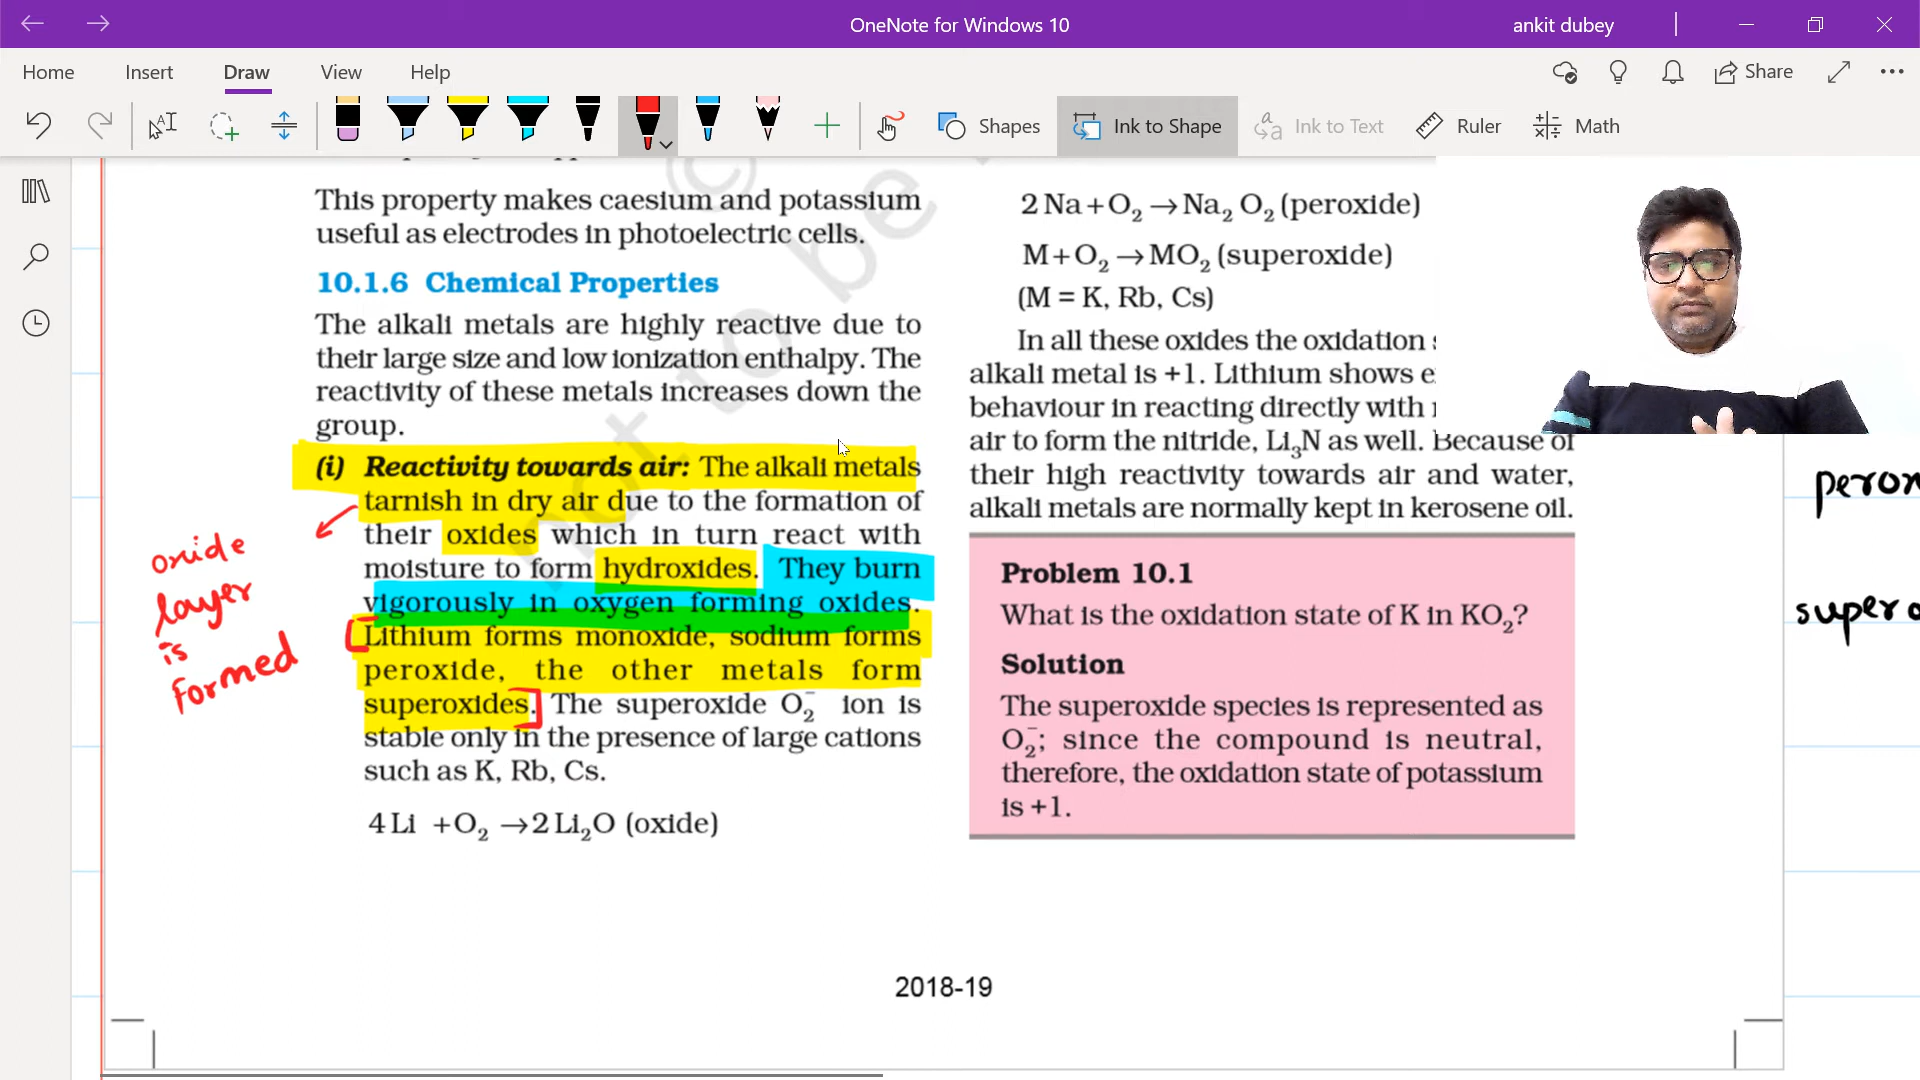 OneNote for Windows 10
ankit dubey
Home Insert Draw View Help
Share
Shapes Ink to Shape Ink to Text Ruler Math
This property makes caesium and potassium
useful as electrodes in photoelectric cells.
10.1.6 Chemical Properties
The alkali metals are highly reactive due to
their large size and low ionization enthalpy. The
reactivity of these metals increases down the
group.
(i) Reactivity towards air: The alkali metals
tarnish in dry air due to the formation of
their oxides which in turn react with
moisture to form hydroxides. They burn
vigorously in oxygen forming oxides.
Lithium forms monoxide, sodium forms
peroxide, the other metals form
superoxides. The superoxide O₂⁻ ion is
stable only in the presence of large cations
such as K, Rb, Cs.
4 Li + O₂ → 2 Li₂O (oxide)
oxide
layer
is
formed
2 Na + O₂ → Na₂ O₂ (peroxide)
M + O₂ → MO₂ (superoxide)
(M = K, Rb, Cs)
In all these oxides the oxidation
alkali metal is +1. Lithium shows
behaviour in reacting directly with
air to form the nitride, Li₃N as well. Because of
their high reactivity towards air and water,
alkali metals are normally kept in kerosene oil.
Problem 10.1
What is the oxidation state of K in KO₂?
Solution
The superoxide species is represented as
O₂⁻; since the compound is neutral,
therefore, the oxidation state of potassium
is +1.
not to be
©
2018-19